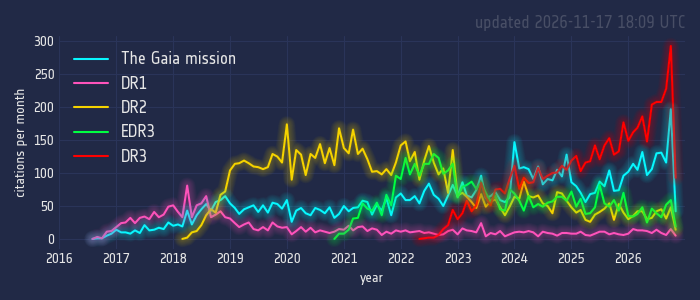 updated 2026-11-17 18:09 UTC
citations per month
300
250
200
150
100
50
0
The Gaia mission
DR1
DR2
EDR3
DR3
2016 2017 2018 2019 2020 2021 2022 2023 2024 2025 2026
year